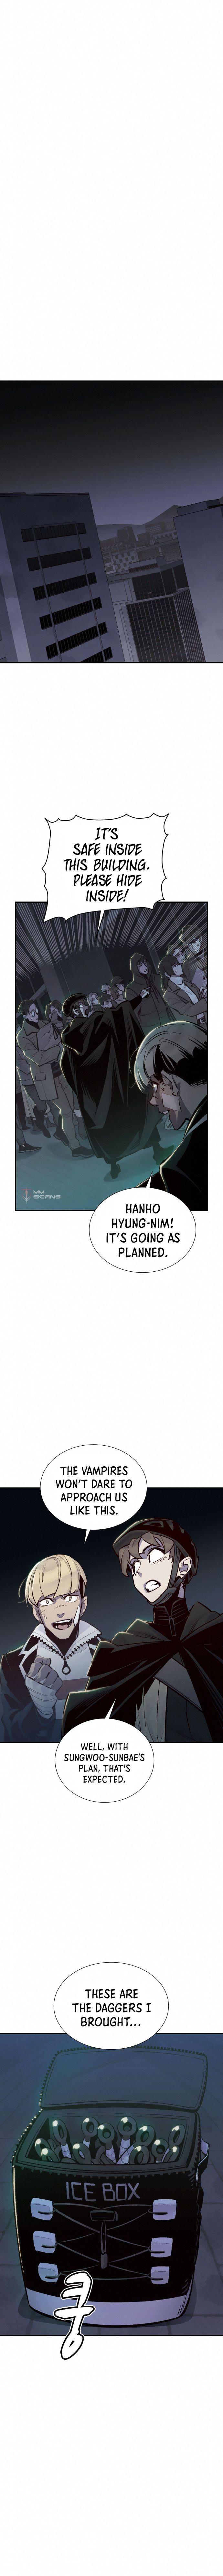 IT'S
SAFE INSIDE
THIS BUILDING.
PLEASE HIDE
INSIDE!
HANHO
HYUNG-NIM!
IT'S GOING AS
PLANNED.
THE VAMPIRES
WON'T DARE TO
APPROACH US
LIKE THIS.
WELL, WITH
SUNGWOO-SUNBAE'S
PLAN, THAT'S
EXPECTED.
THESE ARE
THE DAGGERS I
BROUGHT...
ICE BOX
쿵!